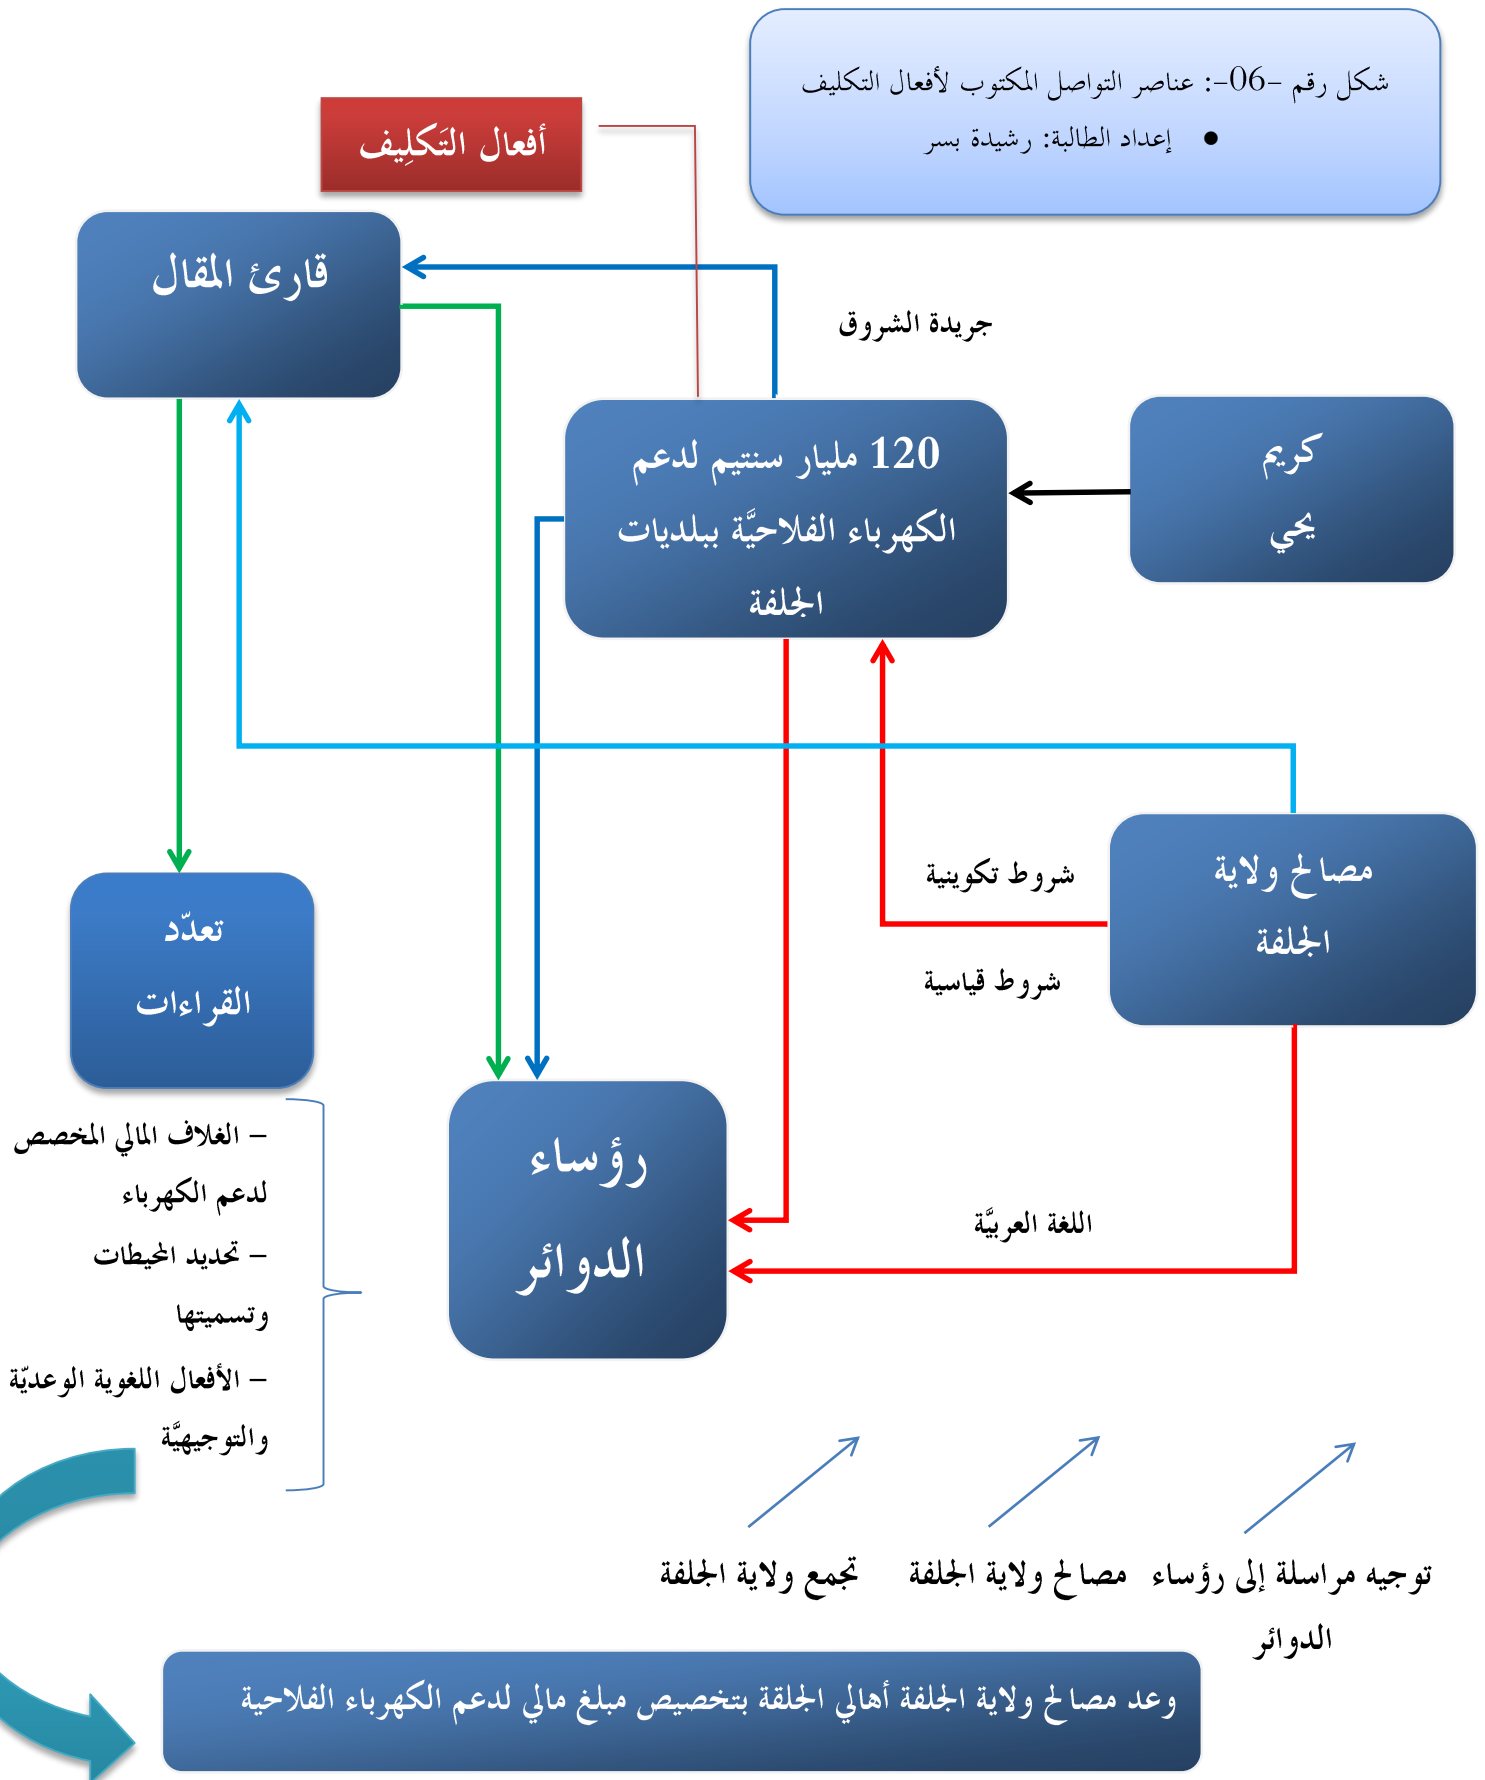 شكل رقم -06-: عناصر التواصل المكتوب لأفعال التكليف
• إعداد الطالبة: رشيدة بسر
أفعال التَكلِيف
قارئ المقال
جريدة الشروق
كريم
يحي
120 مليار سنتيم لدعم
الكهرباء الفلاحيَّة ببلديات
الجلفة
مصالح ولاية
الجلفة
شروط تكوينية
شروط قياسية
تعدّد
القراءات
رؤساء
الدوائر
اللغة العربيَّة
– الغلاف المالي المخصص
لدعم الكهرباء
– تحديد المحيطات
وتسميتها
– الأفعال اللغوية الوعديّة
والتوجيهيَّة
توجيه مراسلة إلى رؤساء
الدوائر
مصالح ولاية الجلفة
تجمع ولاية الجلفة
وعد مصالح ولاية الجلفة أهالي الجلقة بتخصيص مبلغ مالي لدعم الكهرباء الفلاحية